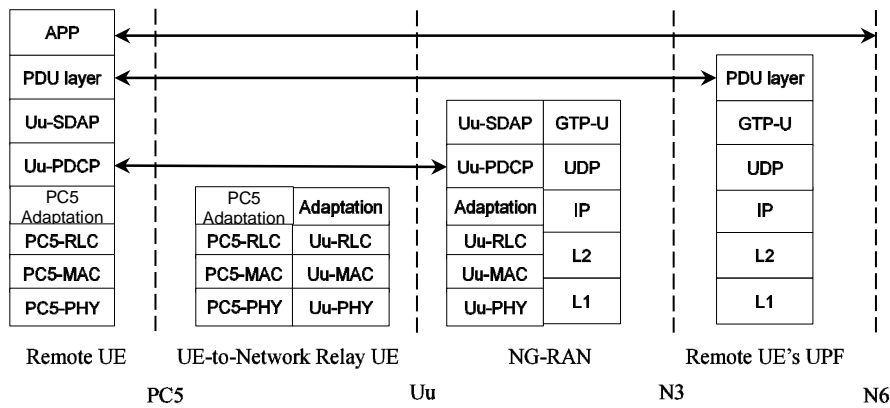 APP
PDU layer
PDU layer
Uu-SDAP
Uu-SDAP
GTP-U
GTP-U
Uu-PDCP
Uu-PDCP
UDP
UDP
PC5
Adaptation
PC5
Adaptation
Adaptation
Adaptation
IP
IP
PC5-RLC
PC5-RLC
Uu-RLC
Uu-RLC
L2
L2
PC5-MAC
PC5-MAC
Uu-MAC
Uu-MAC
PC5-PHY
PC5-PHY
Uu-PHY
Uu-PHY
L1
L1
Remote UE
UE-to-Network Relay UE
NG-RAN
Remote UE's UPF
PC5
Uu
N3
N6